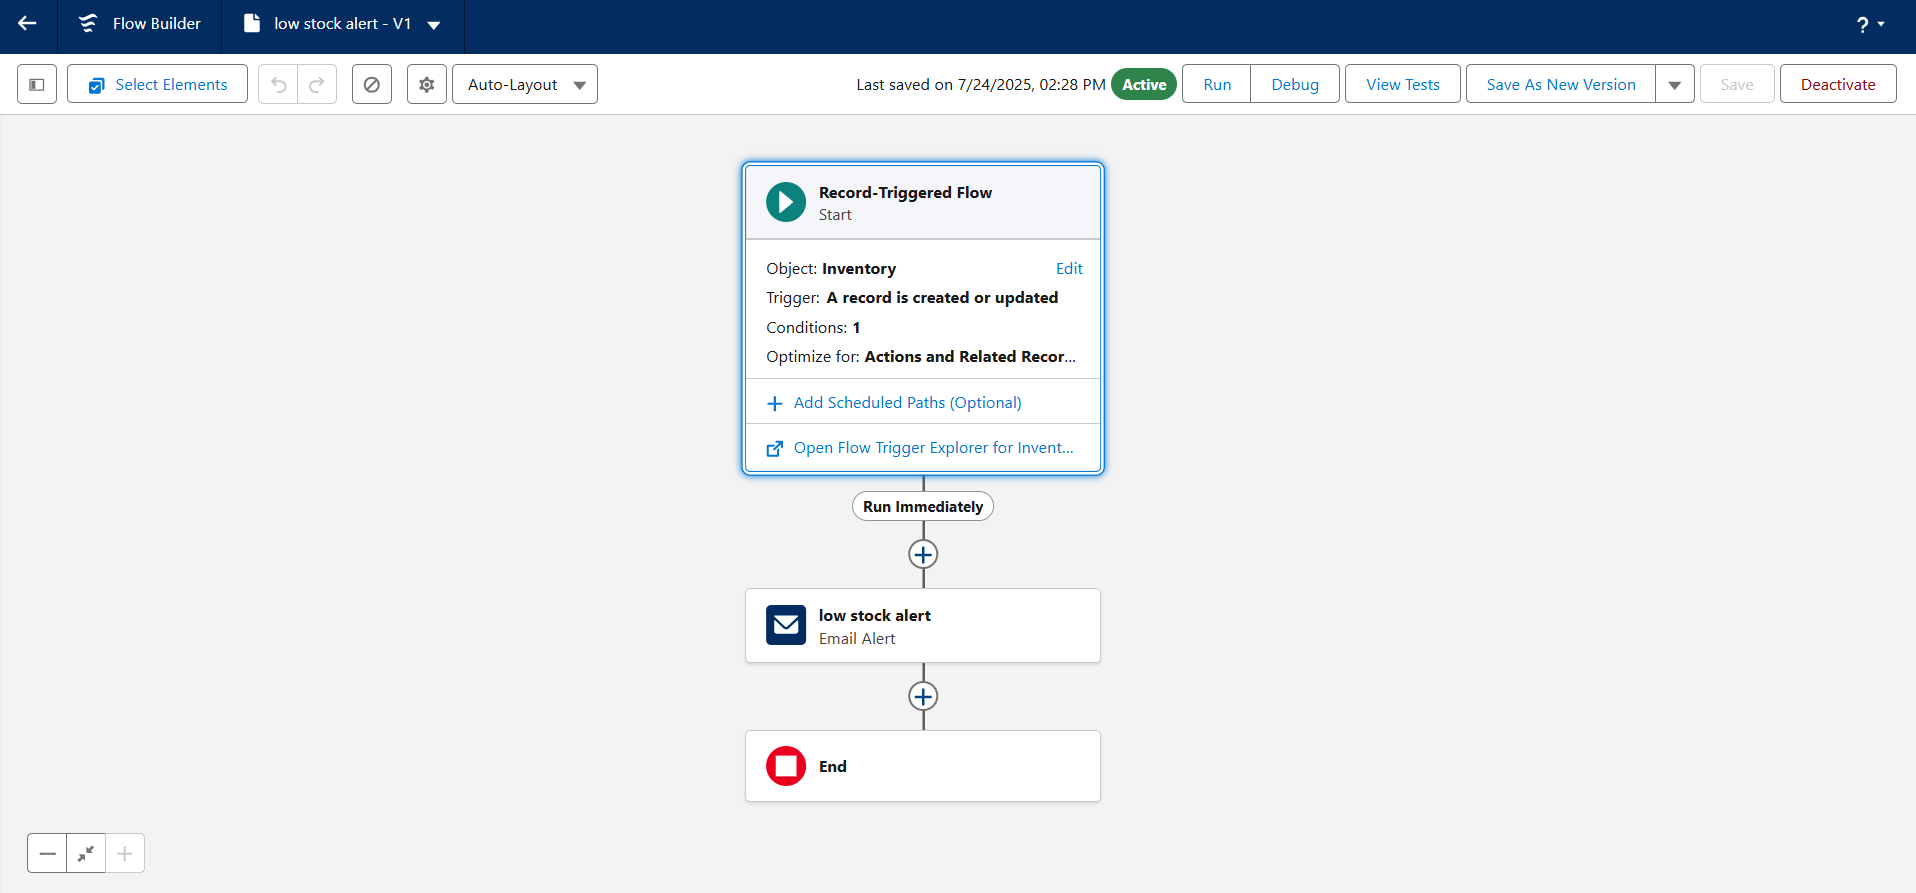 Flow Builder
low stock alert - V1
?
Select Elements
Auto-Layout
Last saved on 7/24/2025, 02:28 PM
Active
Run
Debug
View Tests
Save As New Version
Save
Deactivate
Record-Triggered Flow
Start
Object: Inventory
Edit
Trigger: A record is created or updated
Conditions: 1
Optimize for: Actions and Related Recor...
Add Scheduled Paths (Optional)
Open Flow Trigger Explorer for Invent...
Run Immediately
low stock alert
Email Alert
End